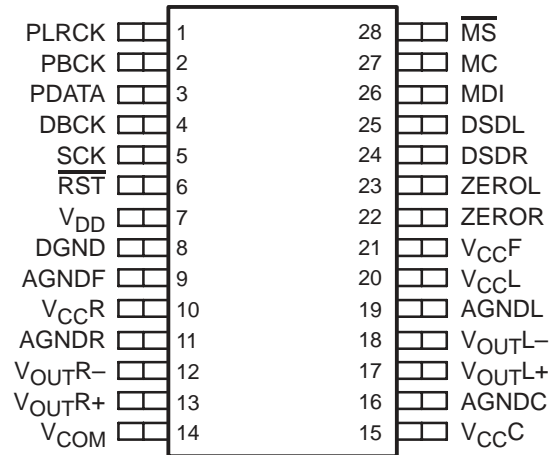 PLRCK 1 28 M̅S̅
PBCK 2 27 MC
PDATA 3 26 MDI
DBCK 4 25 DSDL
SCK 5 24 DSDR
R̅S̅T̅ 6 23 ZEROL
VDD 7 22 ZEROR
DGND 8 21 VCCF
AGNDF 9 20 VCCL
VCCR 10 19 AGNDL
AGNDR 11 18 VOUTL–
VOUTR– 12 17 VOUTL+
VOUTR+ 13 16 AGNDC
VCOM 14 15 VCCC